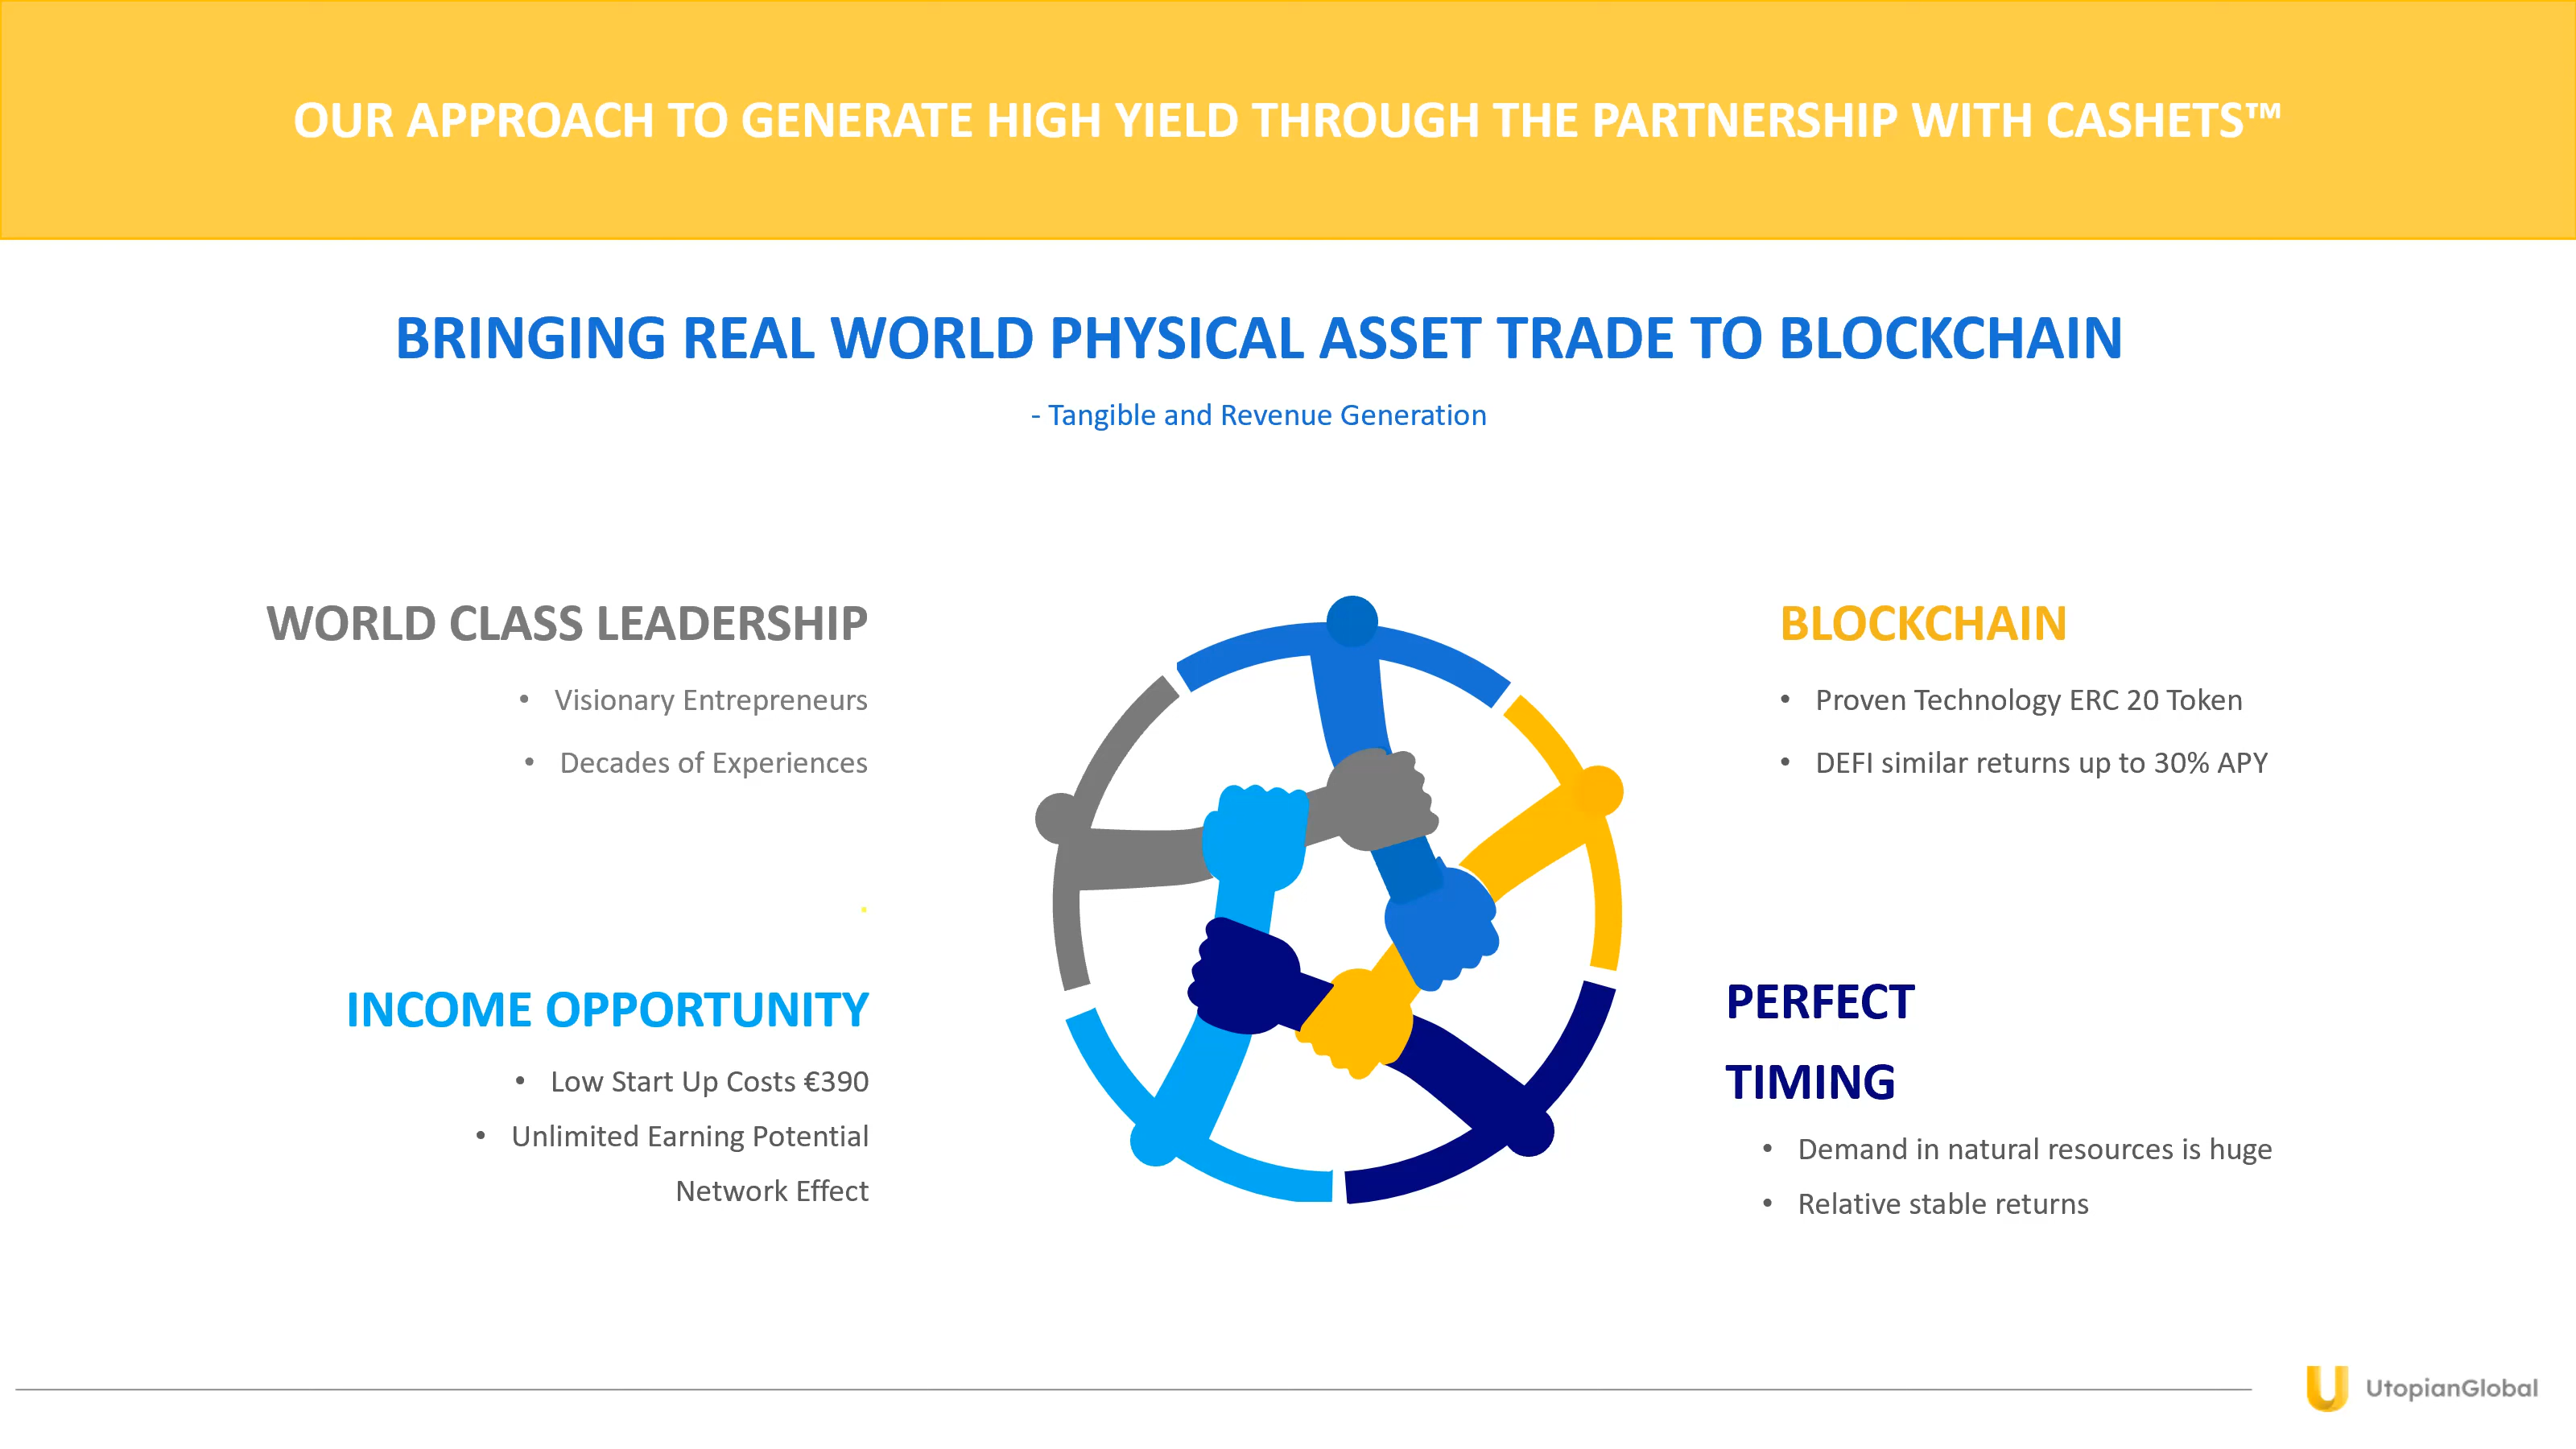 OUR APPROACH TO GENERATE HIGH YIELD THROUGH THE PARTNERSHIP WITH CASHETS™
BRINGING REAL WORLD PHYSICAL ASSET TRADE TO BLOCKCHAIN
- Tangible and Revenue Generation
WORLD CLASS LEADERSHIP
• Visionary Entrepreneurs
• Decades of Experiences
BLOCKCHAIN
• Proven Technology ERC 20 Token
• DEFI similar returns up to 30% APY
INCOME OPPORTUNITY
• Low Start Up Costs €390
• Unlimited Earning Potential
Network Effect
PERFECT
TIMING
• Demand in natural resources is huge
• Relative stable returns
UtopianGlobal